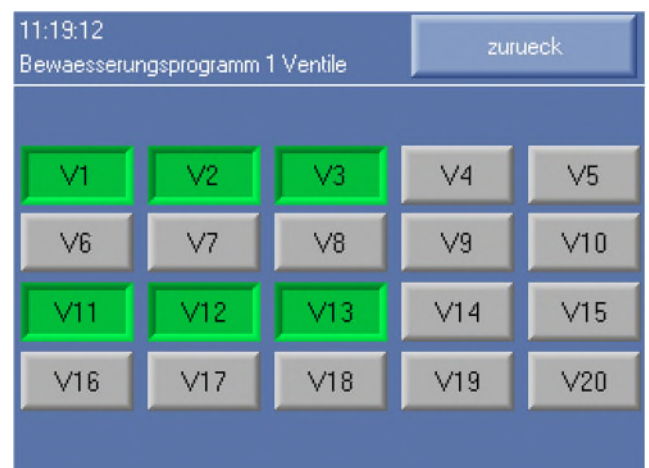 11:19:12
zurueck
Bewaesserungsprogramm 1 Ventile
V1 V2 V3 V4 V5
V6 V7 V8 V9 V10
V11 V12 V13 V14 V15
V16 V17 V18 V19 V20